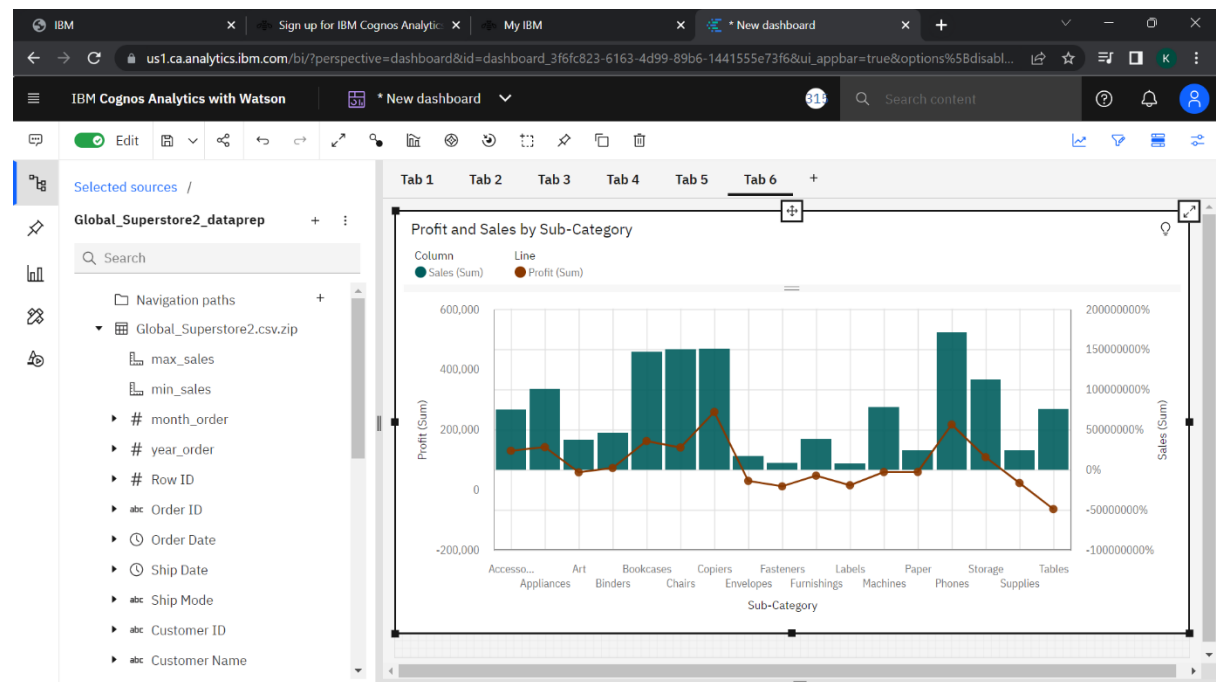 IBM
Sign up for IBM Cognos Analytic
My IBM
* New dashboard
us1.ca.analytics.ibm.com/bi/?perspective=dashboard&id=dashboard_3f6fc823-6163-4d99-89b6-1441555e73f6&ui_appbar=true&options%5Bdisabl...
K
IBM Cognos Analytics with Watson
* New dashboard
315
Search content
Edit
Selected sources /
Global_Superstore2_dataprep
Search
Navigation paths
Global_Superstore2.csv.zip
max_sales
min_sales
# month_order
# year_order
# Row ID
abc Order ID
Order Date
Ship Date
abc Ship Mode
abc Customer ID
abc Customer Name
Tab 1 Tab 2 Tab 3 Tab 4 Tab 5 Tab 6 +
Profit and Sales by Sub-Category
Column Line
Sales (Sum) Profit (Sum)
600,000
400,000
200,000
0
-200,000
Profit (Sum)
200000000%
150000000%
100000000%
50000000%
0%
-50000000%
-100000000%
Sales (Sum)
Accesso... Art Bookcases Copiers Fasteners Labels Paper Storage Tables
Appliances Binders Chairs Envelopes Furnishings Machines Phones Supplies
Sub-Category